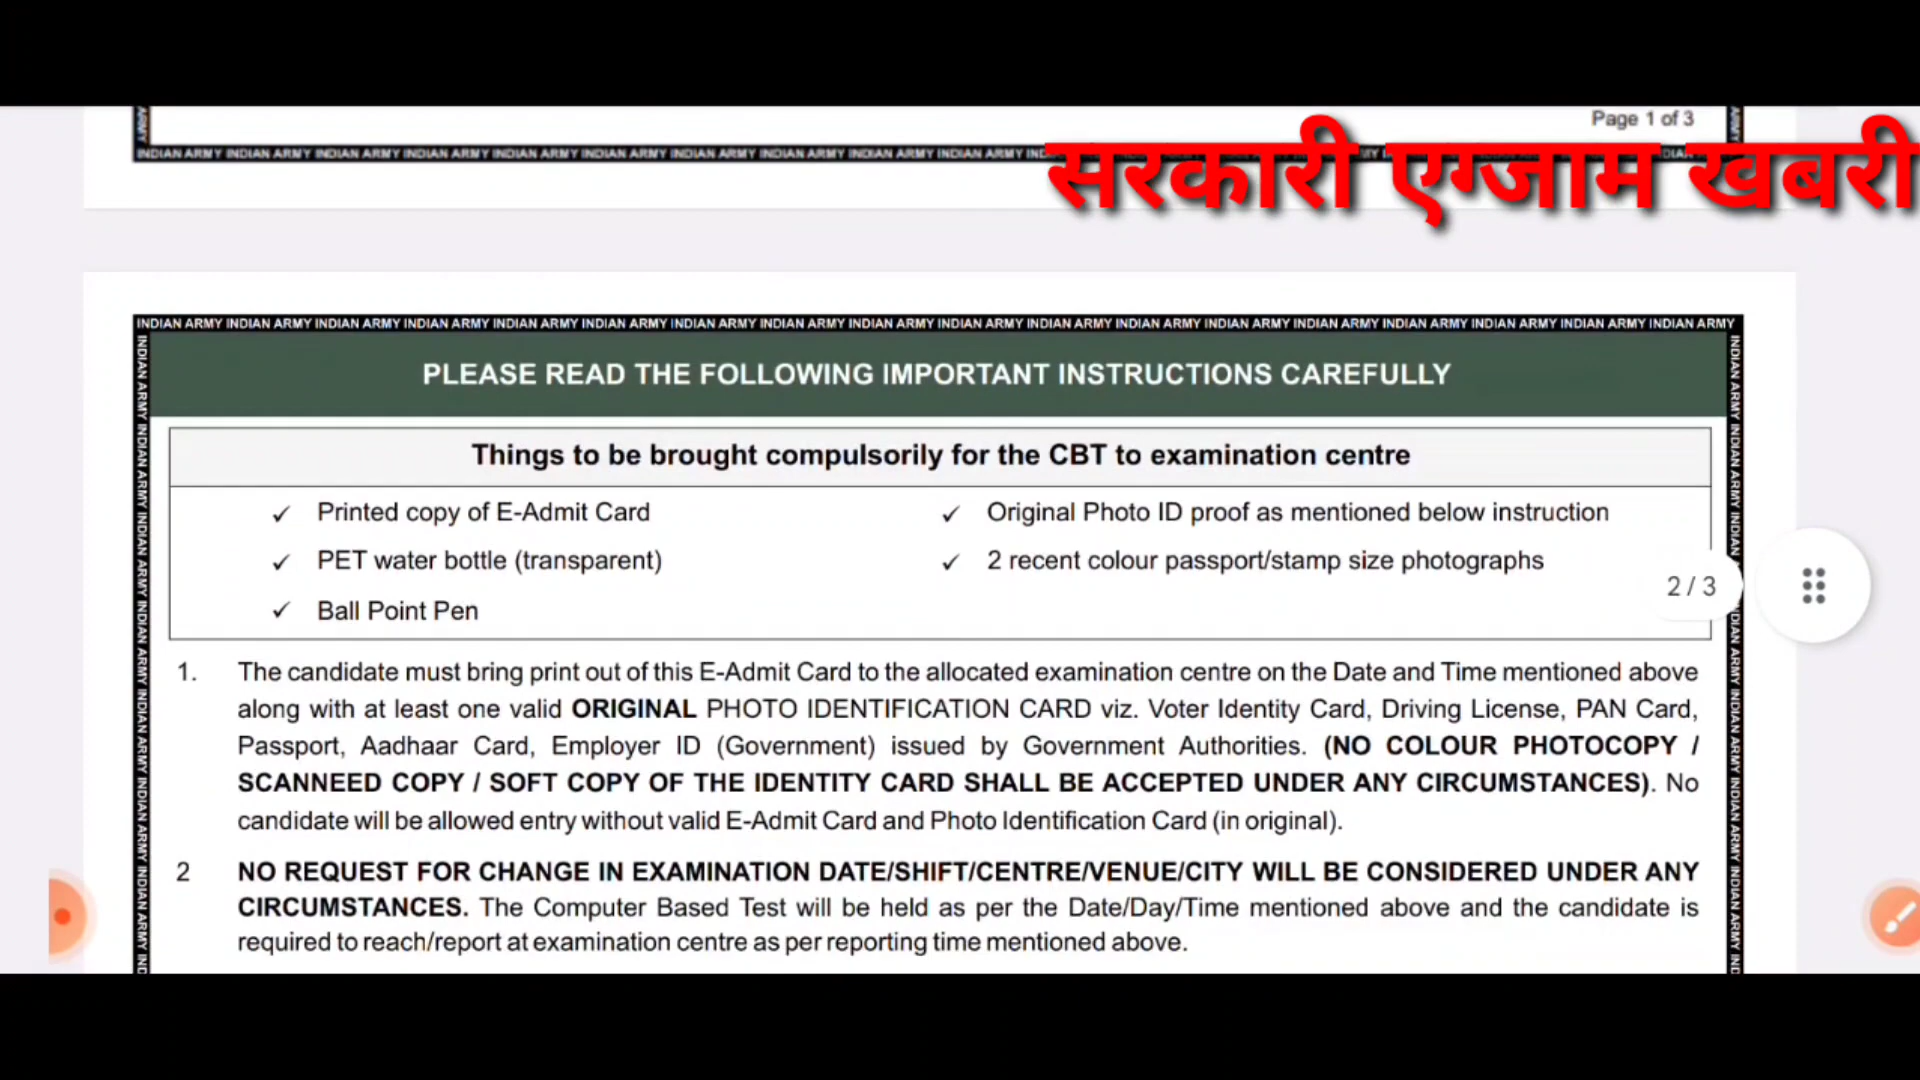 Page 1 of 3
INDIAN ARMY INDIAN ARMY INDIAN ARMY INDIAN ARMY INDIAN ARMY INDIAN ARMY INDIAN ARMY INDIAN ARMY INDIAN ARMY INDIAN ARMY
सरकारी एग्जाम खबरी
INDIAN ARMY INDIAN ARMY INDIAN ARMY INDIAN ARMY INDIAN ARMY INDIAN ARMY INDIAN ARMY INDIAN ARMY INDIAN ARMY INDIAN ARMY INDIAN ARMY INDIAN ARMY INDIAN ARMY INDIAN ARMY INDIAN ARMY INDIAN ARMY INDIAN ARMY INDIAN ARMY
PLEASE READ THE FOLLOWING IMPORTANT INSTRUCTIONS CAREFULLY
Things to be brought compulsorily for the CBT to examination centre
✓ Printed copy of E-Admit Card
✓ Original Photo ID proof as mentioned below instruction
✓ PET water bottle (transparent)
✓ 2 recent colour passport/stamp size photographs
2 / 3
✓ Ball Point Pen
1. The candidate must bring print out of this E-Admit Card to the allocated examination centre on the Date and Time mentioned above
along with at least one valid ORIGINAL PHOTO IDENTIFICATION CARD viz. Voter Identity Card, Driving License, PAN Card,
Passport, Aadhaar Card, Employer ID (Government) issued by Government Authorities. (NO COLOUR PHOTOCOPY /
SCANNEED COPY / SOFT COPY OF THE IDENTITY CARD SHALL BE ACCEPTED UNDER ANY CIRCUMSTANCES). No
candidate will be allowed entry without valid E-Admit Card and Photo Identification Card (in original).
2 NO REQUEST FOR CHANGE IN EXAMINATION DATE/SHIFT/CENTRE/VENUE/CITY WILL BE CONSIDERED UNDER ANY
CIRCUMSTANCES. The Computer Based Test will be held as per the Date/Day/Time mentioned above and the candidate is
required to reach/report at examination centre as per reporting time mentioned above.